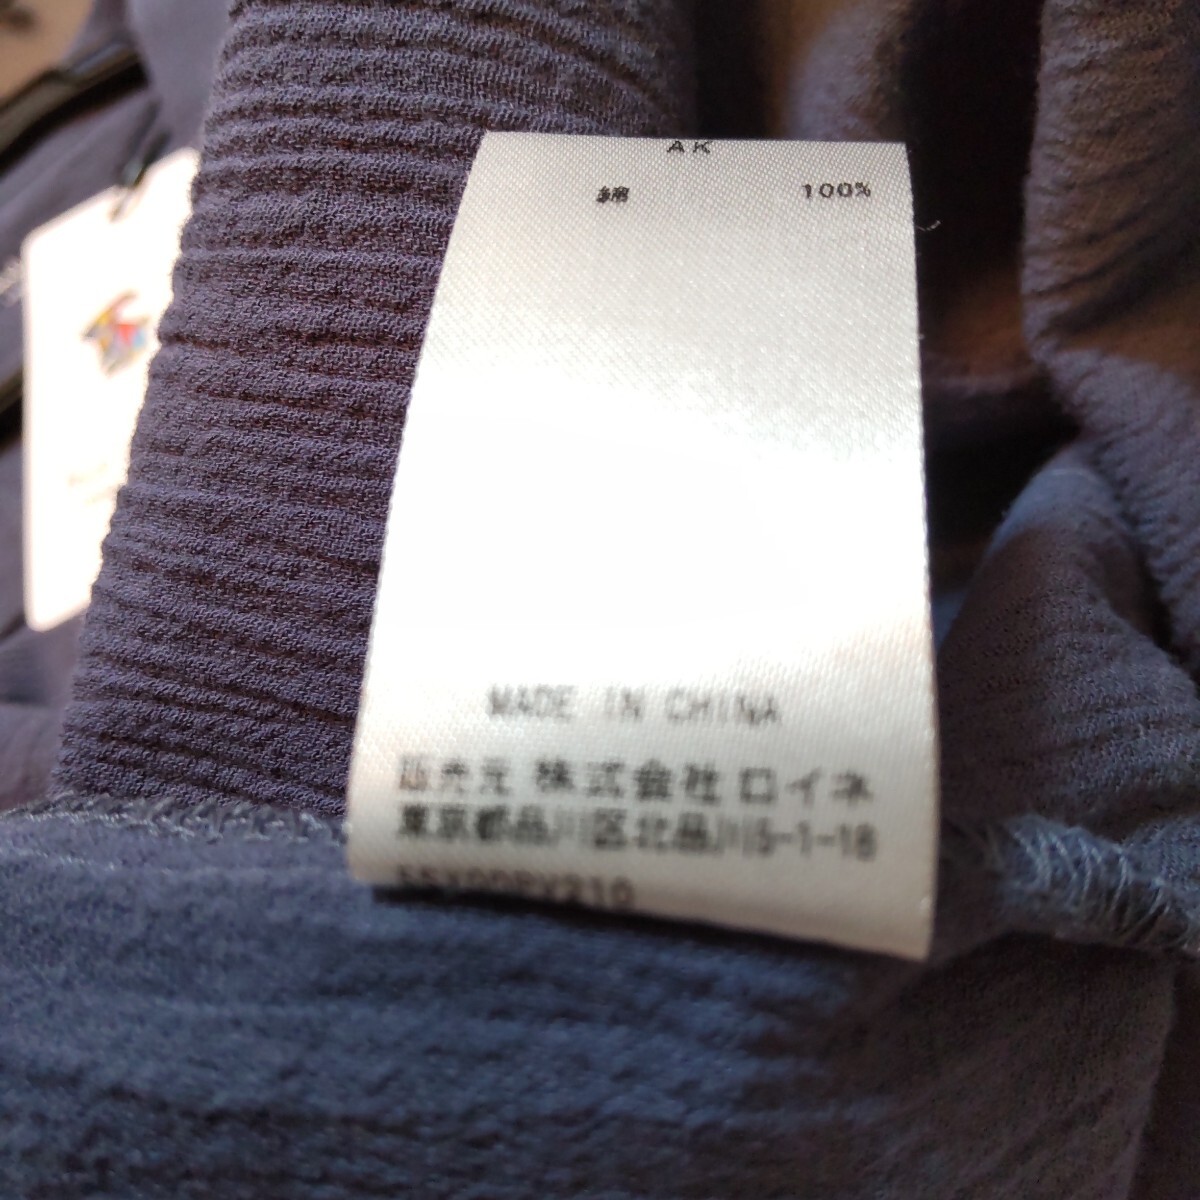 AK
綿 100%
MADE IN CHINA
販売元 株式会社 ロイネ
東京都品川区北品川5-1-18